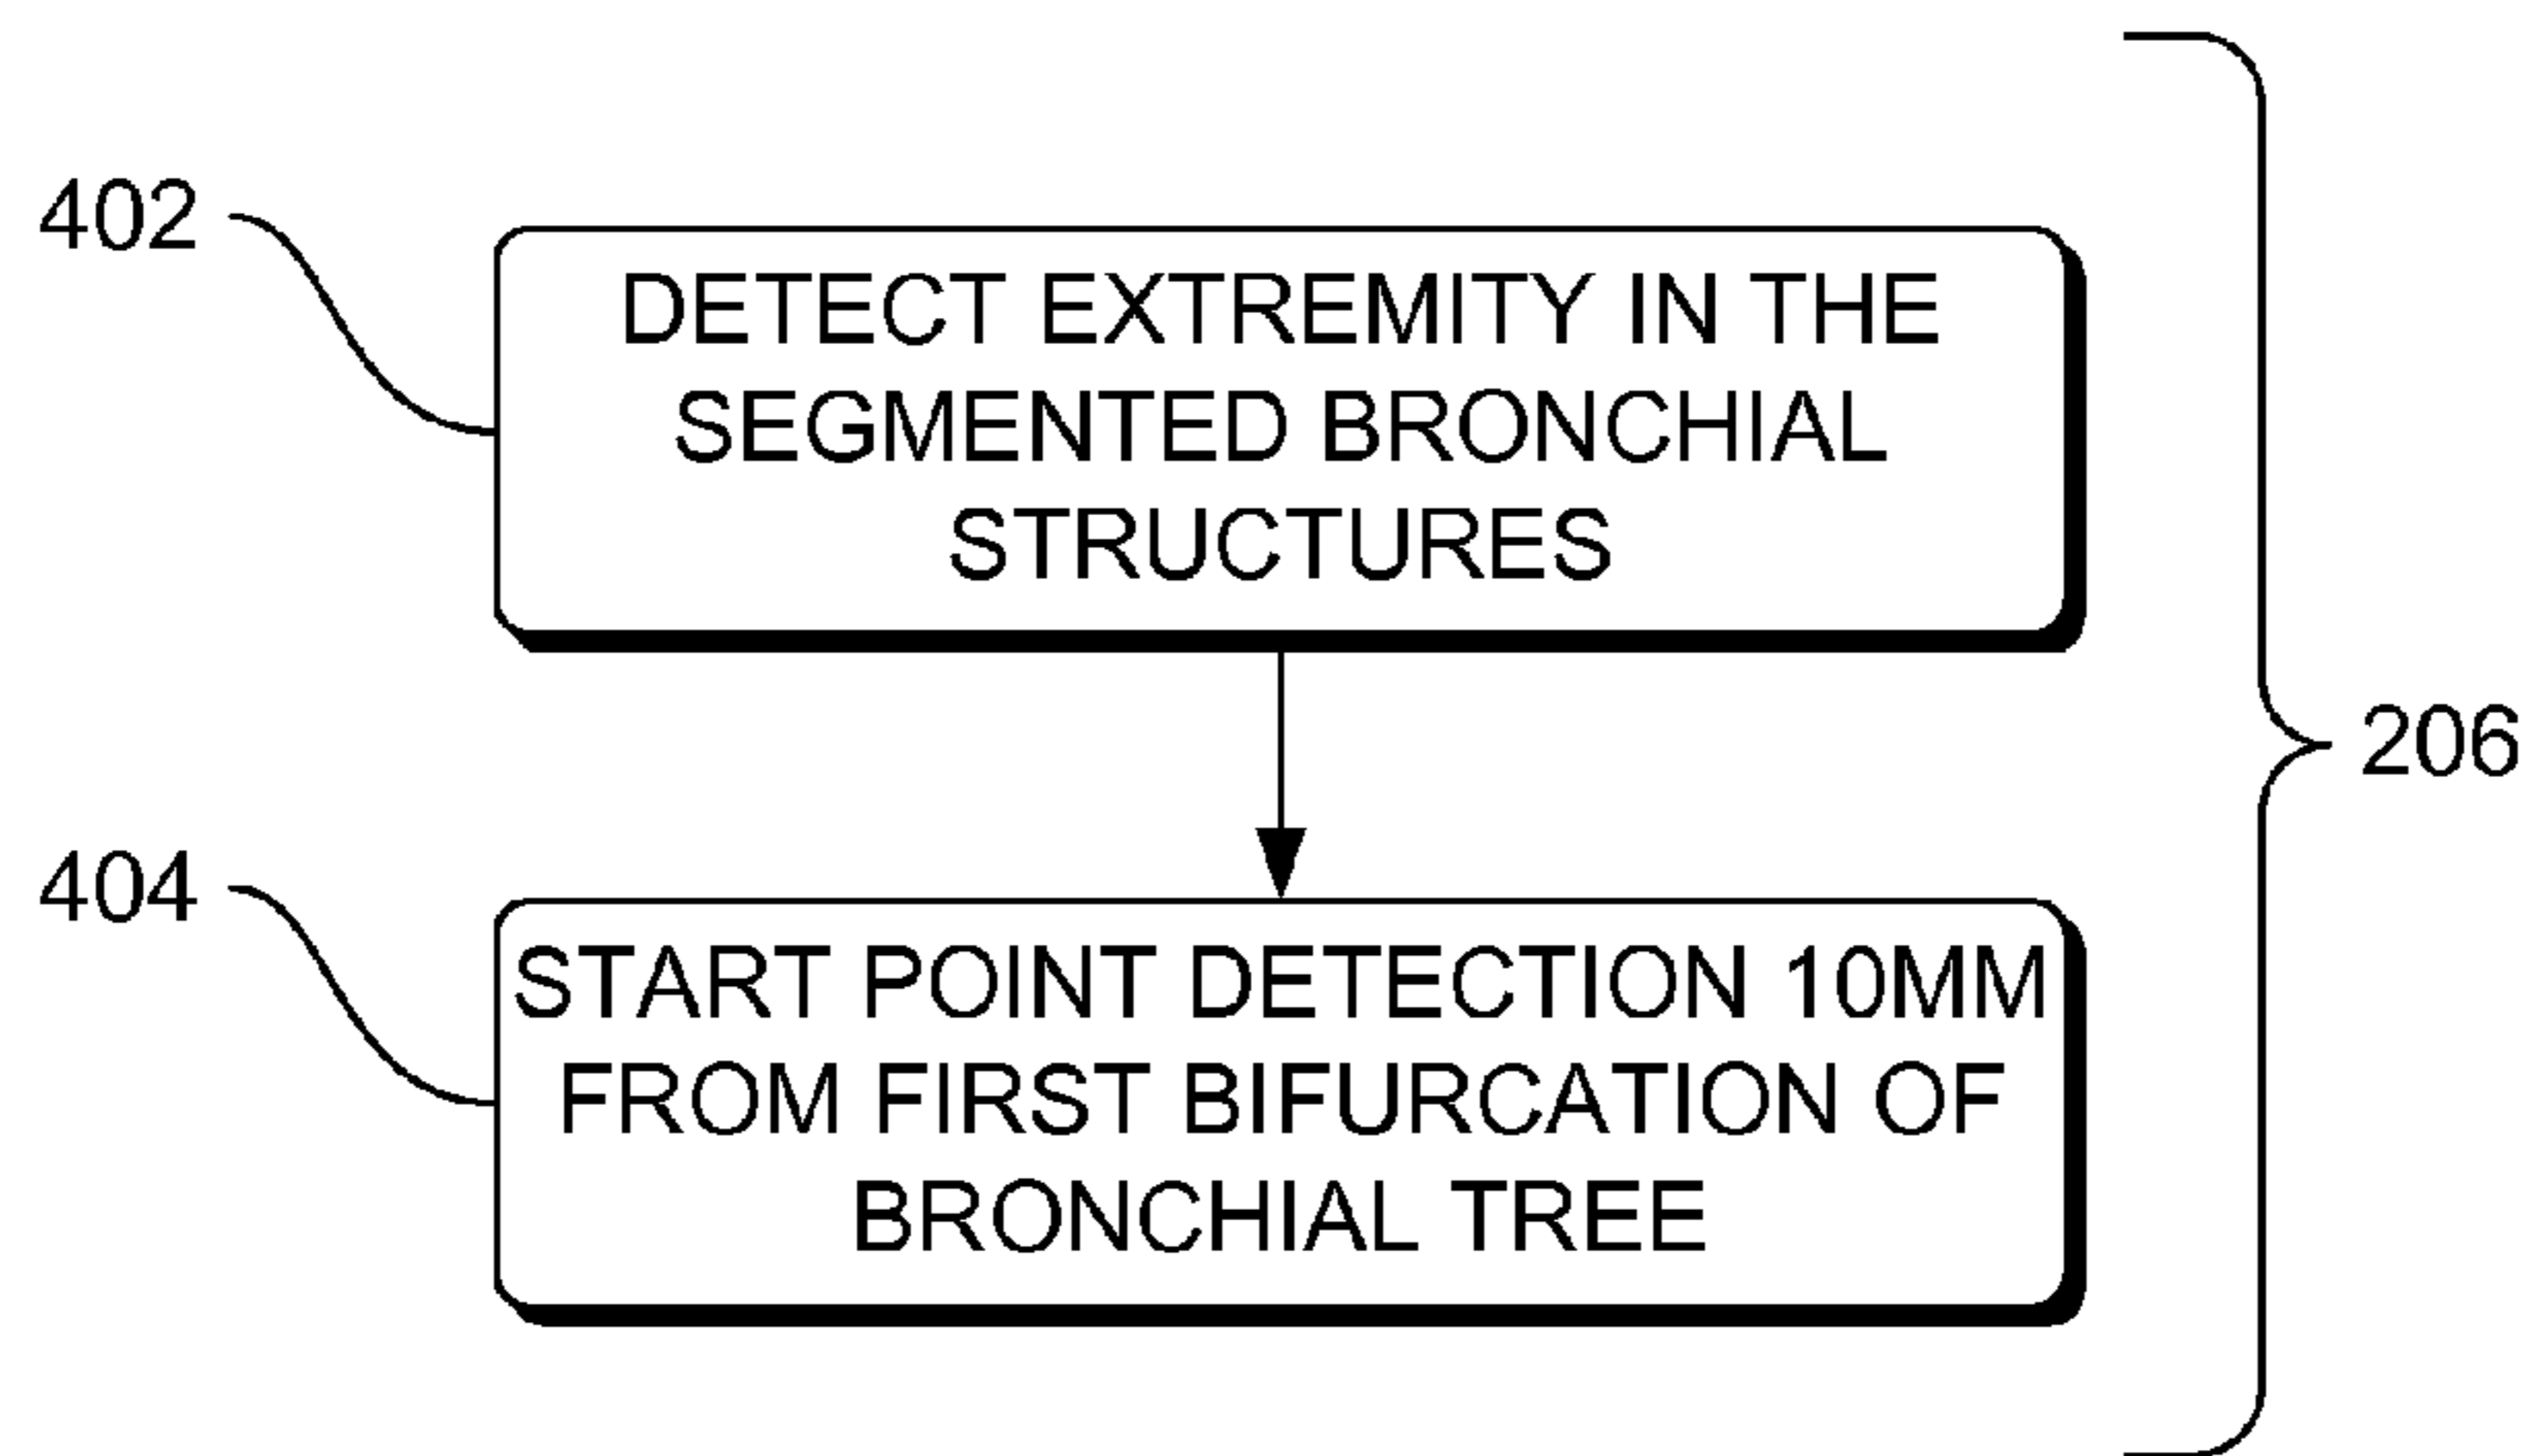 402
DETECT EXTREMITY IN THE
SEGMENTED BRONCHIAL
STRUCTURES
206
404
START POINT DETECTION 10MM
FROM FIRST BIFURCATION OF
BRONCHIAL TREE